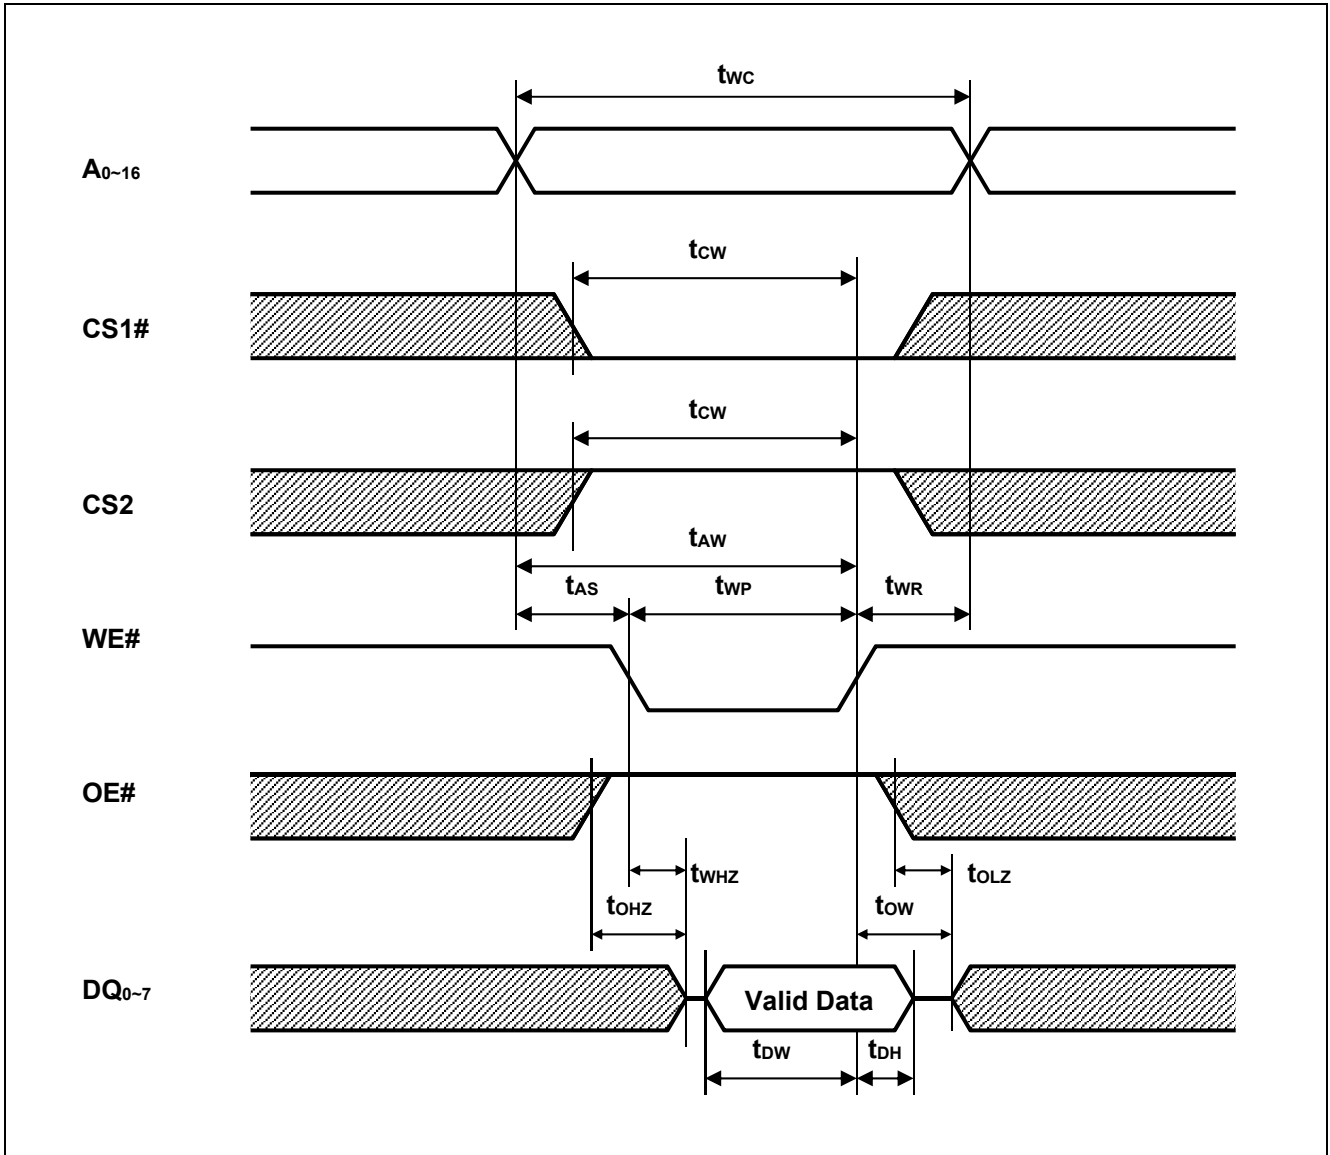 tWC
A0~16
tCW
CS1#
tCW
CS2
tAW
tAS tWP tWR
WE#
OE#
tWHZ tOLZ
tOHZ tOW
DQ0~7 Valid Data
tDW tDH